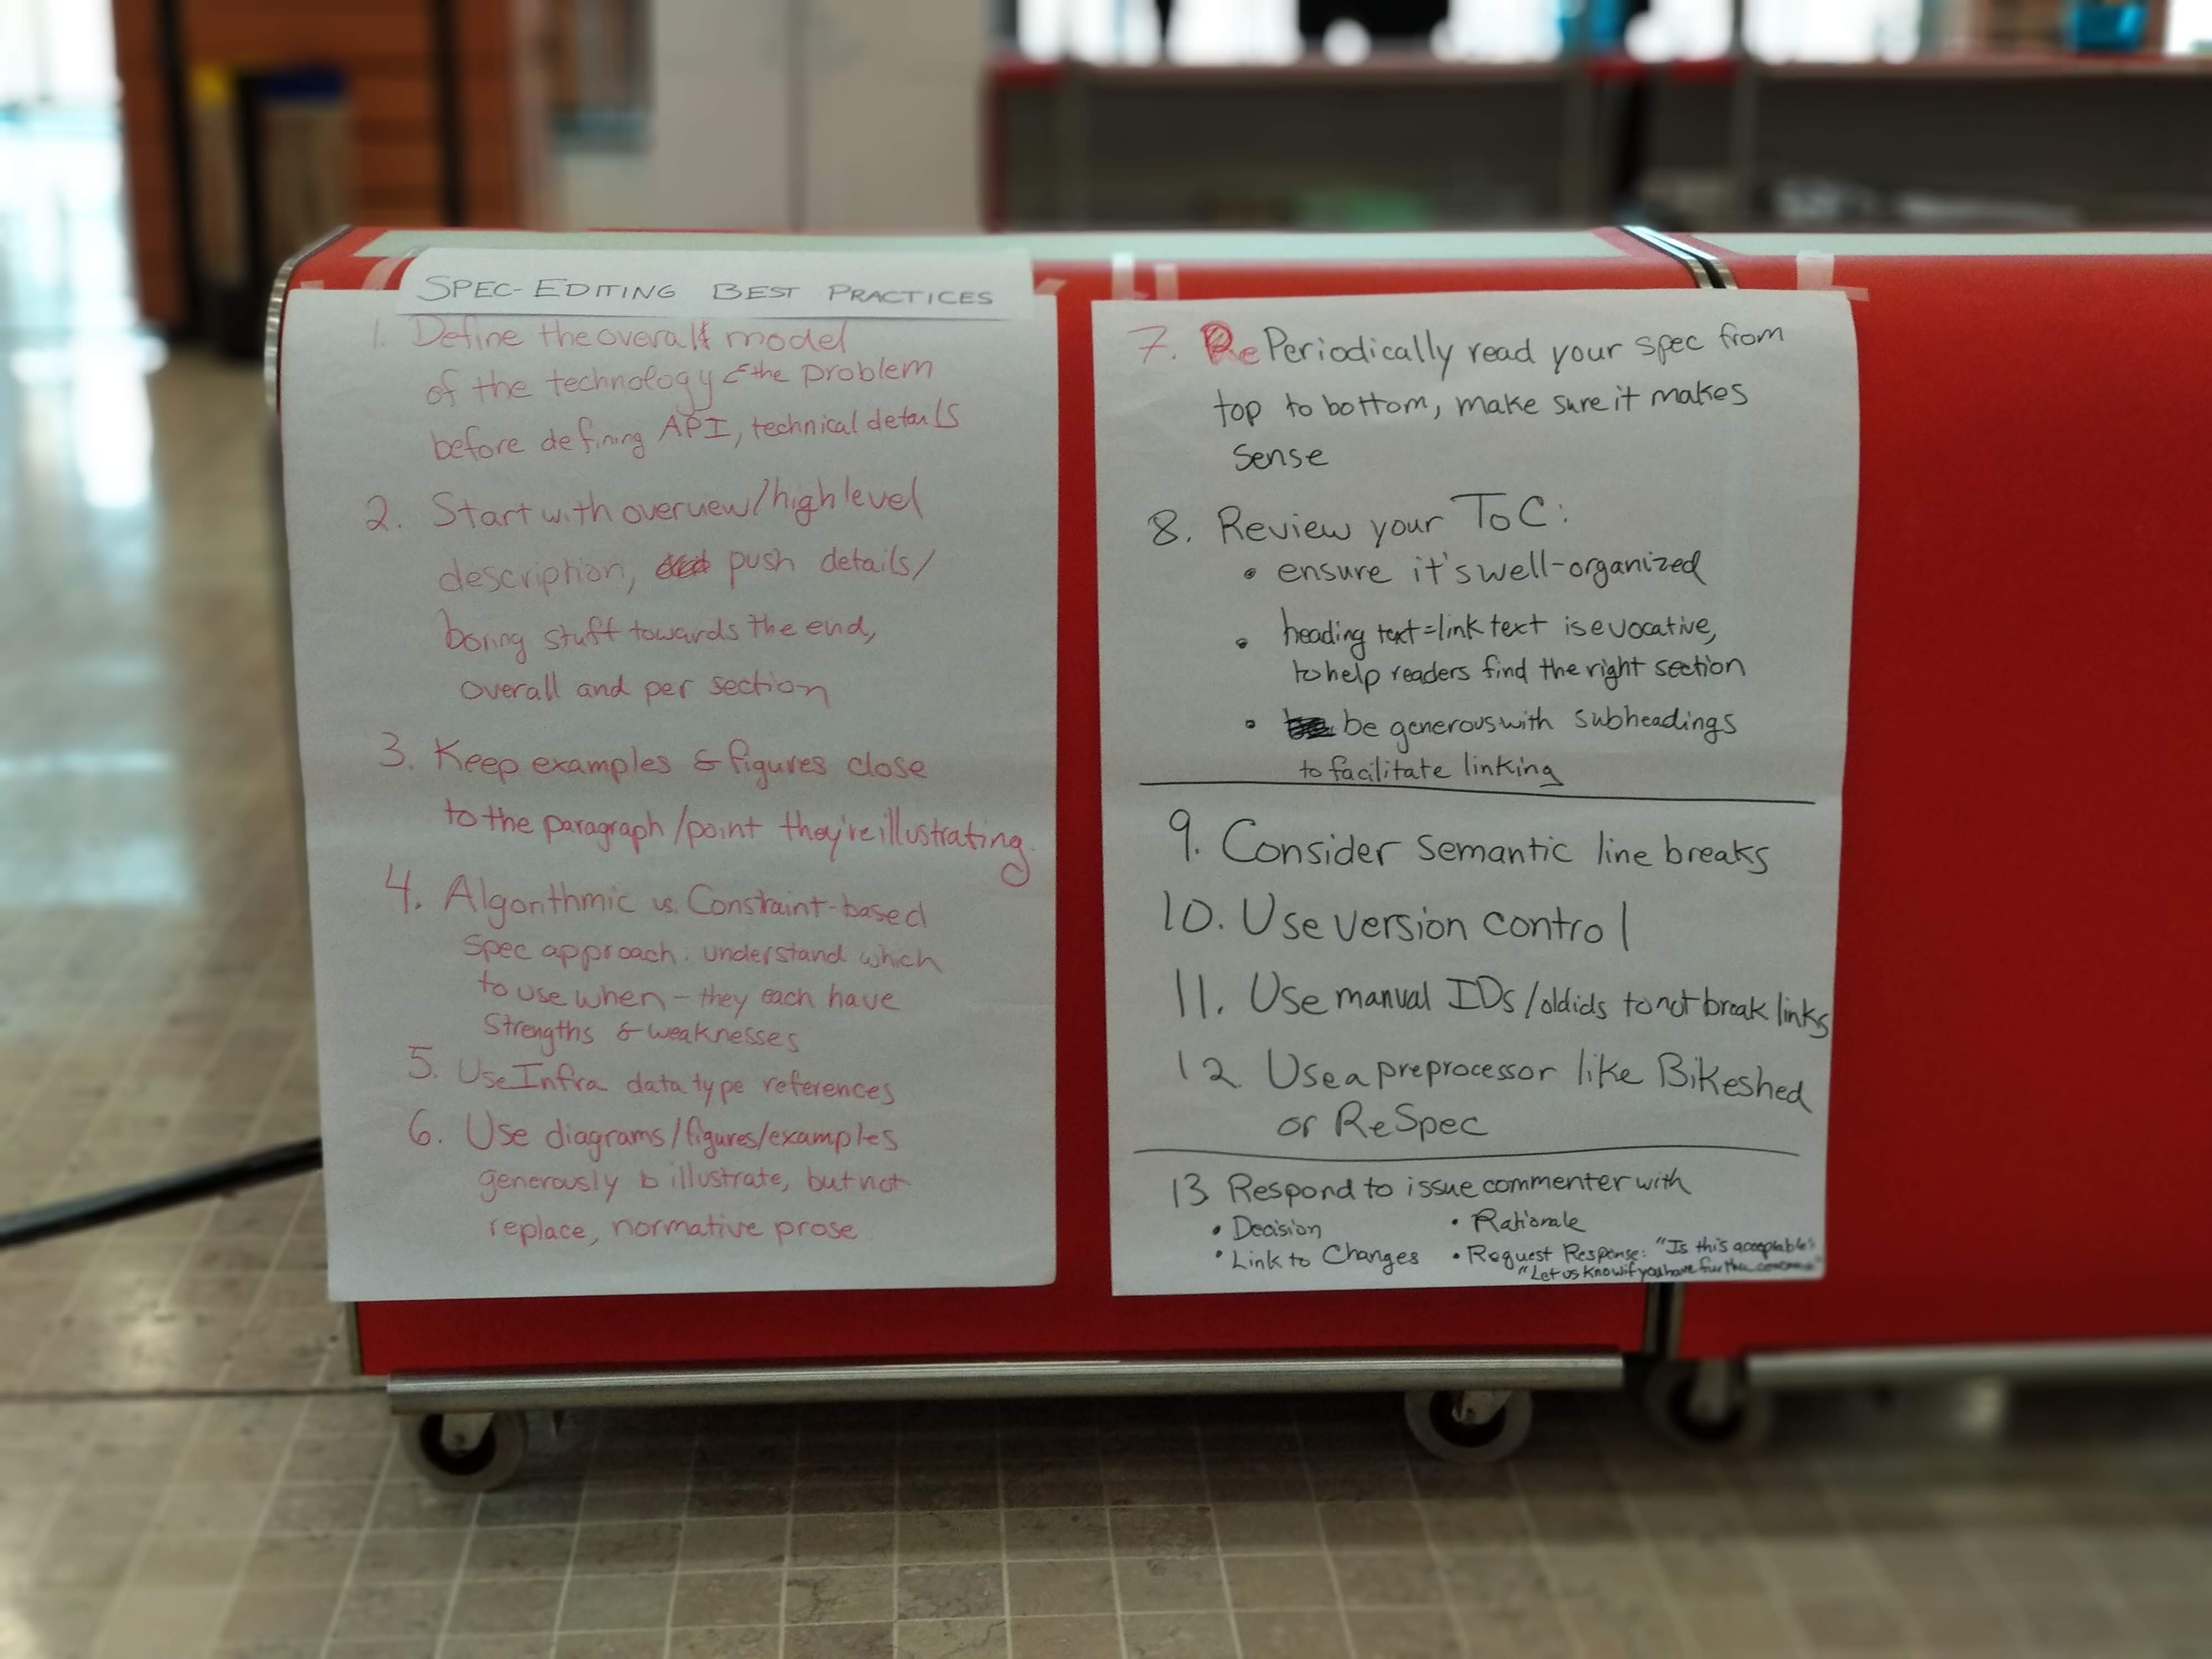 SPEC-EDITING BEST PRACTICES
1. Define the overall model
of the technology & the problem
before defining API, technical details
2. Start with overview/high level
description, push details/
boring stuff towards the end,
overall and per section
3. Keep examples & figures close
to the paragraph/point they're illustrating.
4. Algorithmic vs. Constraint-based
spec approach. understand which
to use when - they each have
strengths & weaknesses
5. Use Infra data type references
6. Use diagrams/figures/examples
generously to illustrate, but not
replace, normative prose
7. Re Periodically read your spec from
top to bottom, make sure it makes
sense
8. Review your ToC:
• ensure it's well-organized
• heading text=link text is evocative,
to help readers find the right section
• be generous with subheadings
to facilitate linking
9. Consider semantic line breaks
10. Use version control
11. Use manual IDs/oldids to not break links
12. Use a preprocessor like Bikeshed
or ReSpec
13 Respond to issue commenter with
• Decision • Rationale
• Link to Changes • Request Response: "Is this acceptable"
"Let us know if you have further concerns"